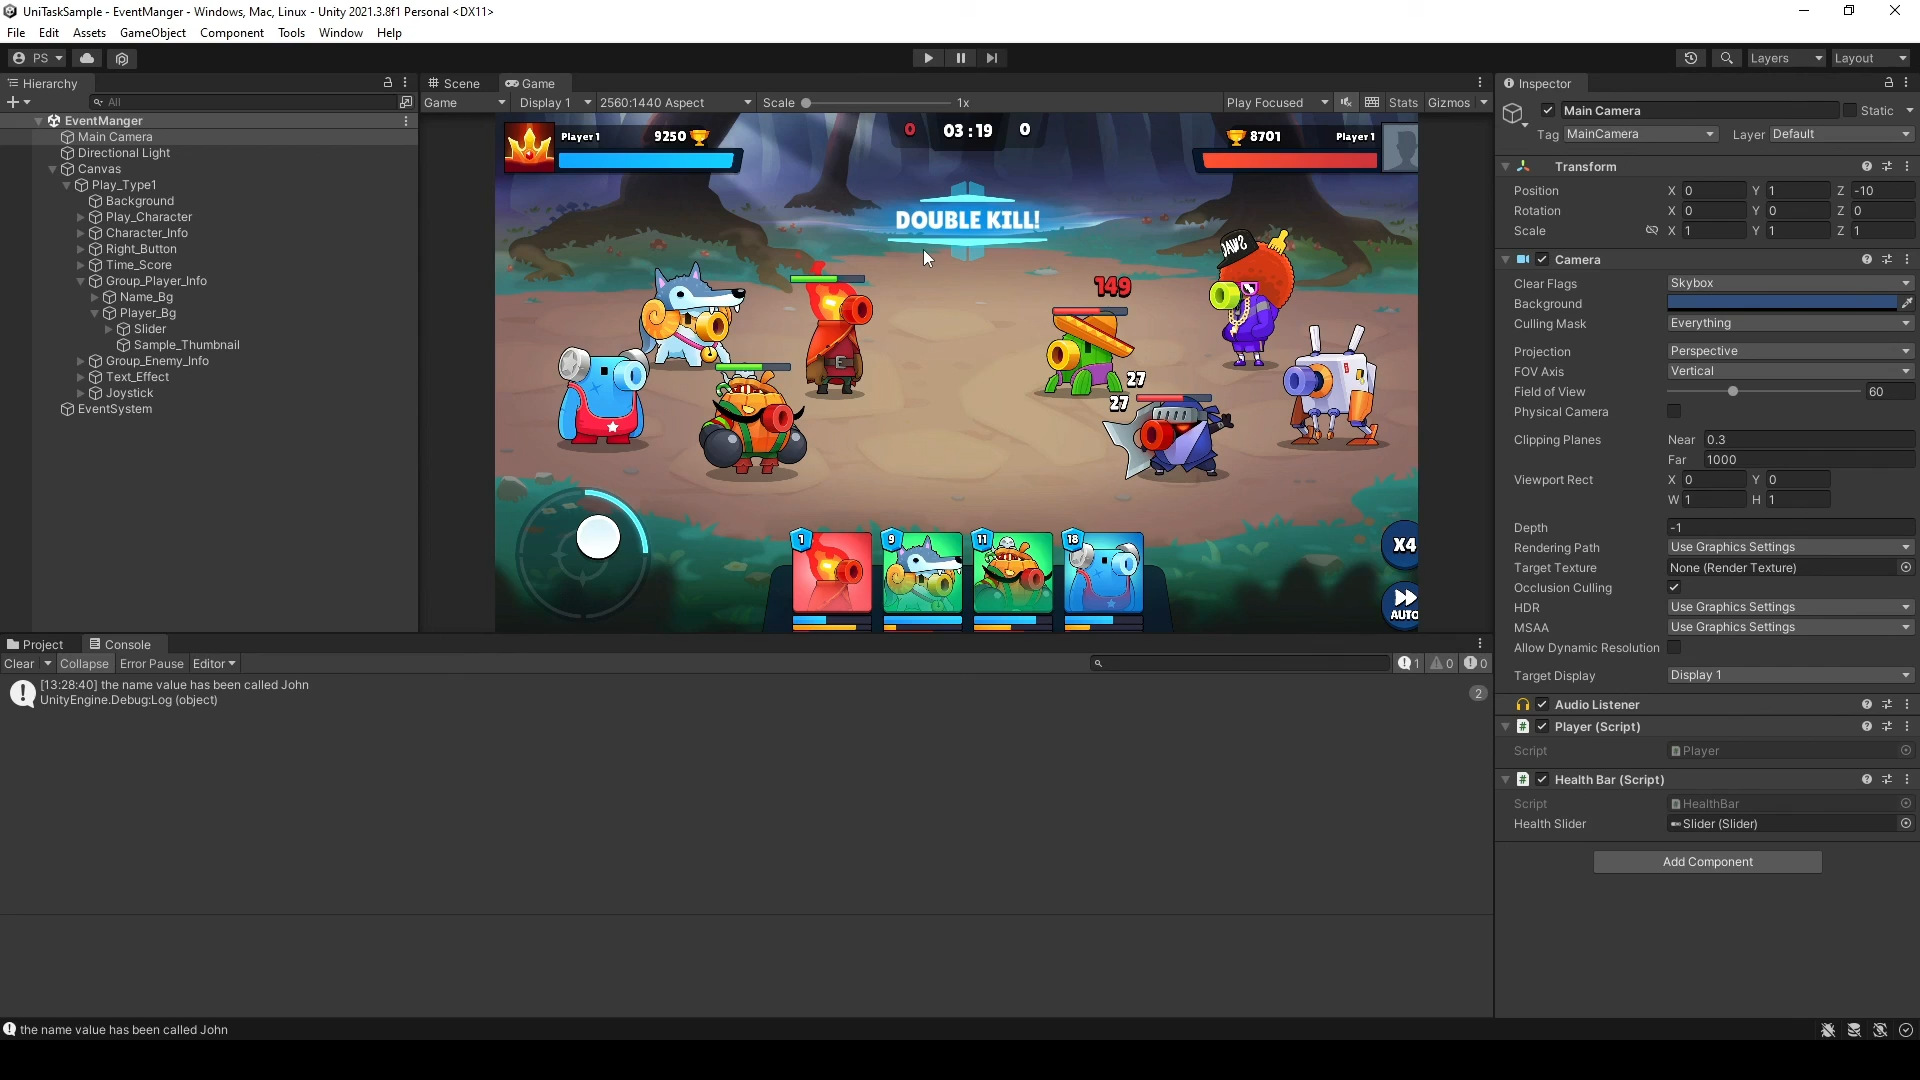 UniTaskSample - EventManger - Windows, Mac, Linux - Unity 2021.3.8f1 Personal <DX11>
File Edit Assets GameObject Component Tools Window Help
PS Layers Layout
Hierarchy
All
EventManger
Main Camera
Directional Light
Canvas
Play_Type1
Background
Play_Character
Character_Info
Right_Button
Time_Score
Group_Player_Info
Name_Bg
Player_Bg
Slider
Sample_Thumbnail
Group_Enemy_Info
Text_Effect
Joystick
EventSystem
Scene Game
Game Display 1 2560:1440 Aspect Scale 1x Play Focused Stats Gizmos
Player 1 9250 0 03 : 19 0 8701 Player 1
DOUBLE KILL!
SWAG
149
27
27
1 9 11 18
X4
AUTO
Inspector
Main Camera Static
Tag MainCamera Layer Default
Transform
Position X 0 Y 1 Z -10
Rotation X 0 Y 0 Z 0
Scale X 1 Y 1 Z 1
Camera
Clear Flags Skybox
Background
Culling Mask Everything
Projection Perspective
FOV Axis Vertical
Field of View 60
Physical Camera
Clipping Planes Near 0.3
Far 1000
Viewport Rect X 0 Y 0
W 1 H 1
Depth -1
Rendering Path Use Graphics Settings
Target Texture None (Render Texture)
Occlusion Culling
HDR Use Graphics Settings
MSAA Use Graphics Settings
Allow Dynamic Resolution
Target Display Display 1
Audio Listener
Player (Script)
Script Player
Health Bar (Script)
Script HealthBar
Health Slider Slider (Slider)
Add Component
Project Console
Clear Collapse Error Pause Editor 1 0 0
[13:28:40] the name value has been called John
UnityEngine.Debug:Log (object)
2
the name value has been called John